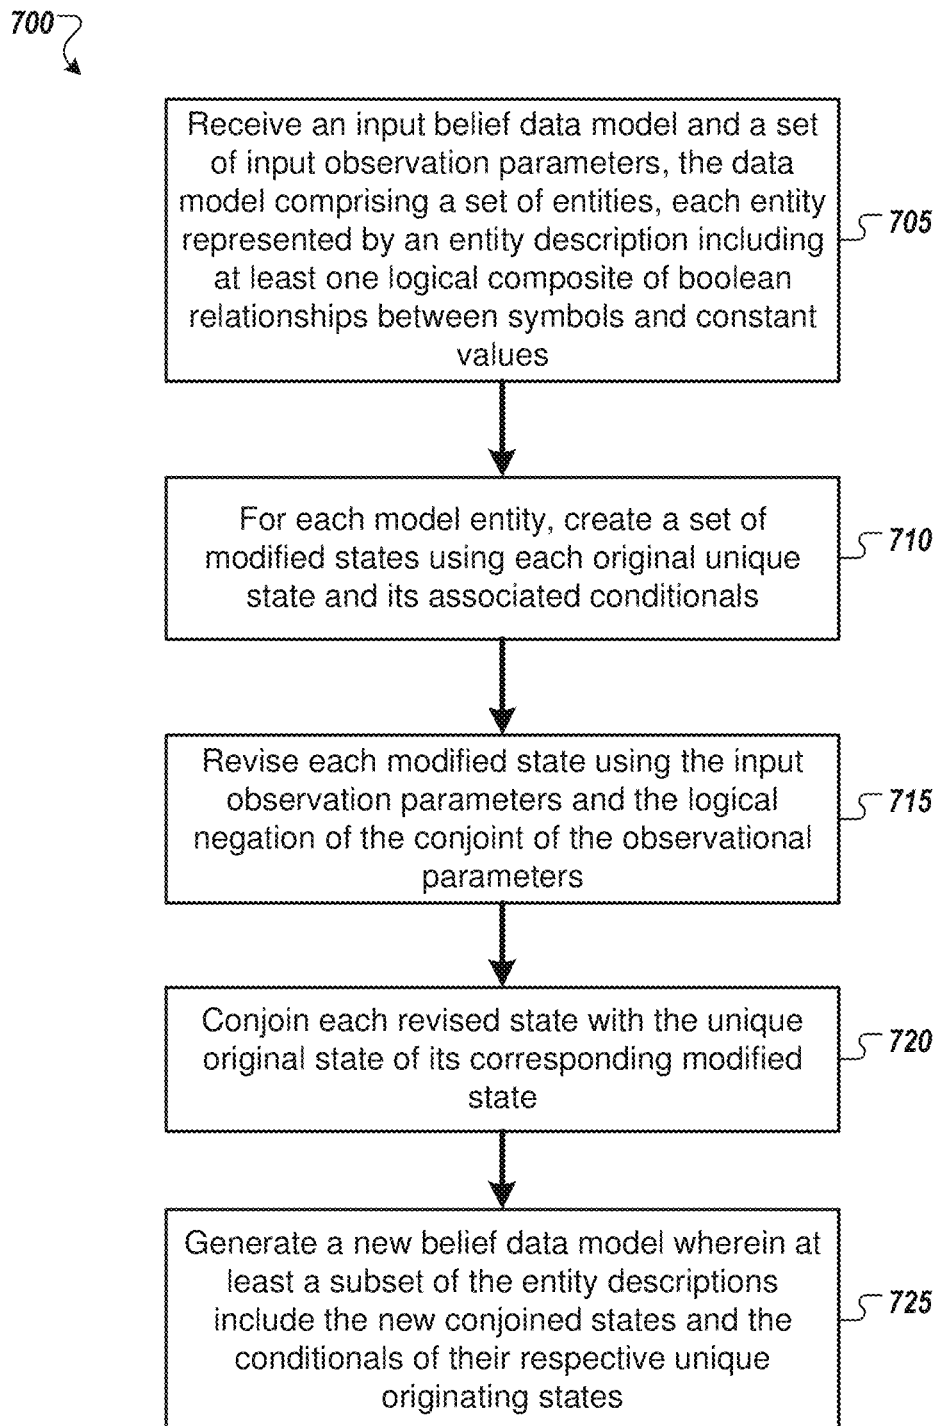 700
Receive an input belief data model and a set
of input observation parameters, the data
model comprising a set of entities, each entity
represented by an entity description including
at least one logical composite of boolean
relationships between symbols and constant
values
705
For each model entity, create a set of
modified states using each original unique
state and its associated conditionals
710
Revise each modified state using the input
observation parameters and the logical
negation of the conjoint of the observational
parameters
715
Conjoin each revised state with the unique
original state of its corresponding modified
state
720
Generate a new belief data model wherein at
least a subset of the entity descriptions
include the new conjoined states and the
conditionals of their respective unique
originating states
725